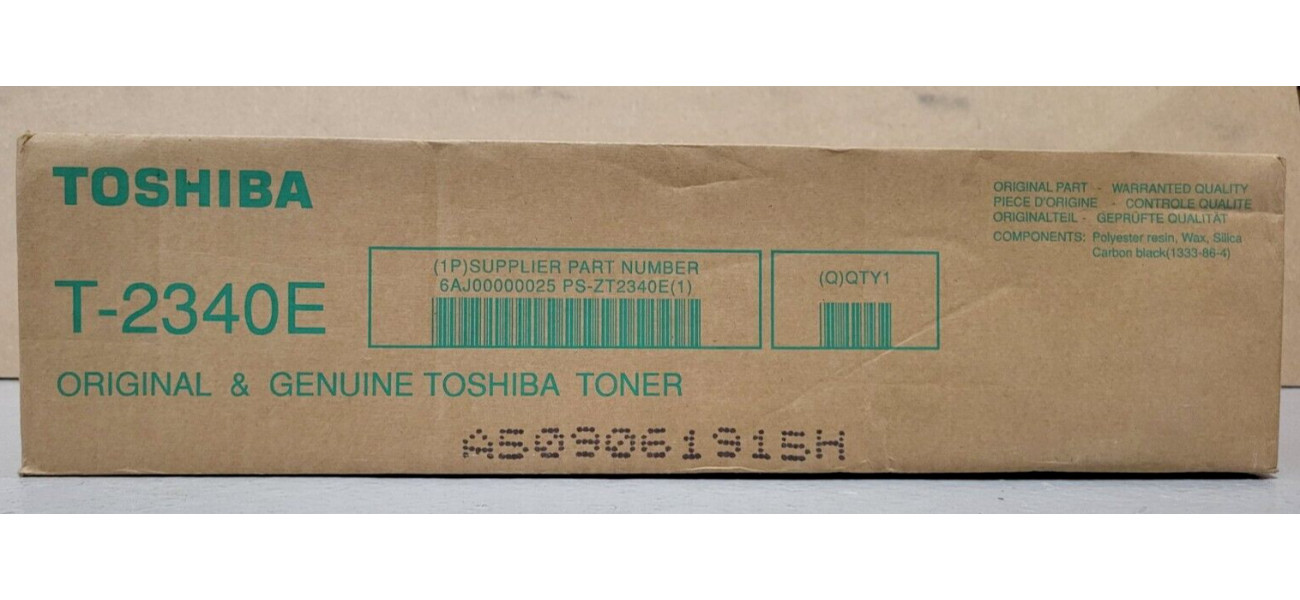 TOSHIBA
T-2340E
ORIGINAL & GENUINE TOSHIBA TONER
(1P)SUPPLIER PART NUMBER
6AJ00000025 PS-ZT2340E(1)
(Q)QTY1
ORIGINAL PART - WARRANTED QUALITY
PIECE D'ORIGINE - CONTROLE QUALITE
ORIGINALTEIL - GEPRÜFTE QUALITÄT
COMPONENTS: Polyester resin, Wax, Silica
Carbon black(1333-86-4)
A509061915H